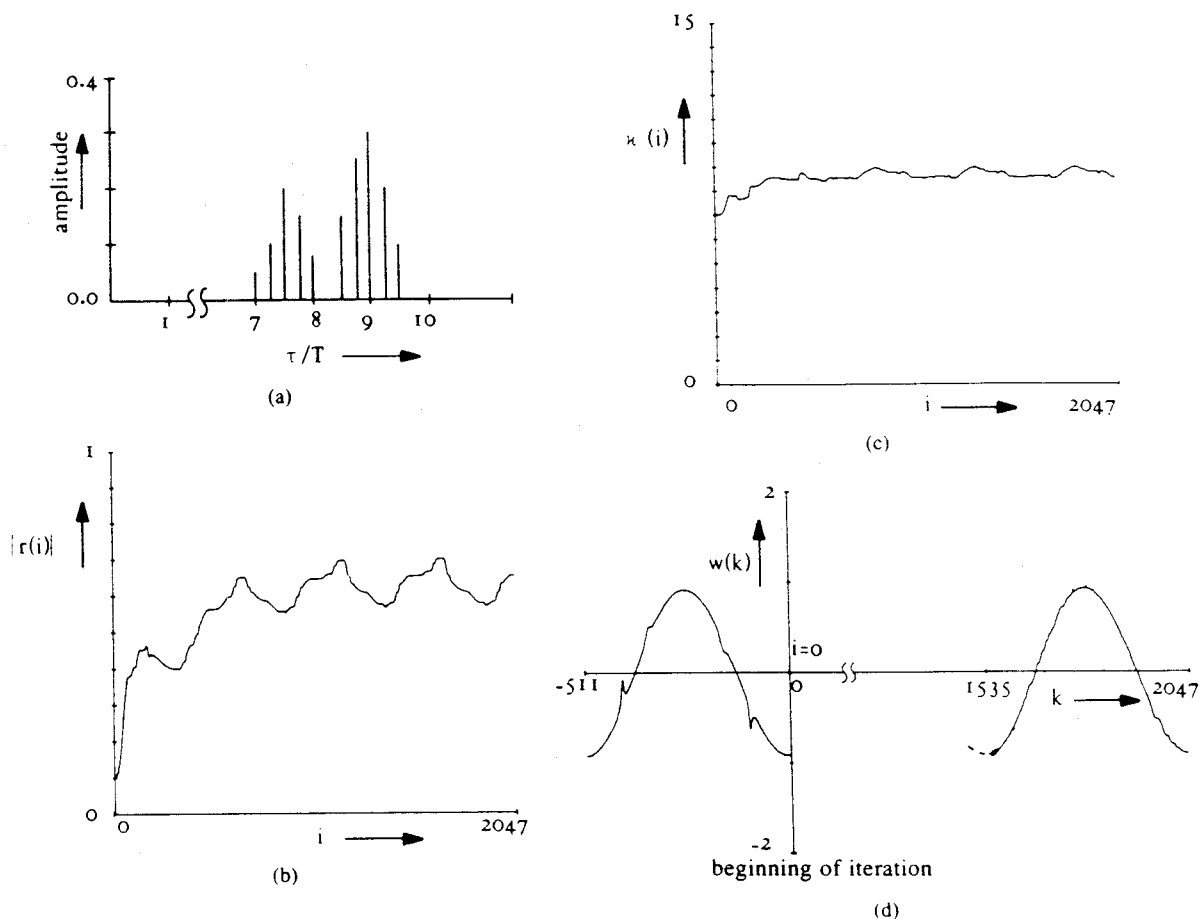 0.4
amplitude
0.0
1 7 8 9 10
τ/T
(a)
1
|r(i)|
0
0 i 2047
(b)
15
ϰ (i)
0
0 i 2047
(c)
2
w(k)
i=0
-511 0 1535 k 2047
-2
beginning of iteration
(d)